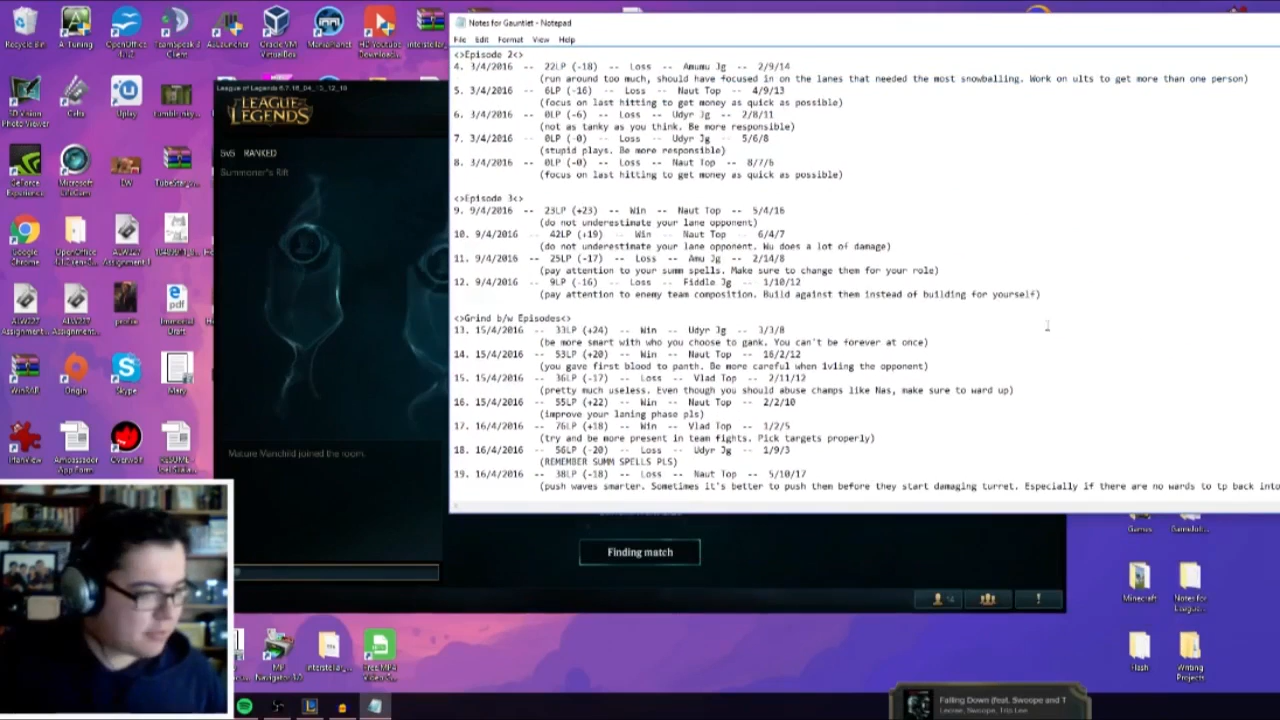 Notes for Gauntlet - Notepad
File Edit Format View Help
<>Episode 2<>
4. 3/4/2016 -- 22LP (-18) -- Loss -- Amumu Jg -- 2/9/14
(run around too much, should have focused in on the lanes that needed the most snowballing. Work on ults to get more than one person)
5. 3/4/2016 -- 6LP (-16) -- Loss -- Naut Top -- 4/9/13
(focus on last hitting to get money as quick as possible)
6. 3/4/2016 -- 0LP (-6) -- Loss -- Udyr Jg -- 2/8/11
(not as tanky as you think. Be more responsible)
7. 3/4/2016 -- 0LP (-0) -- Loss -- Udyr Jg -- 5/6/8
(stupid plays. Be more responsible)
8. 3/4/2016 -- 0LP (-0) -- Loss -- Naut Top -- 8/7/6
(focus on last hitting to get money as quick as possible)
<>Episode 3<>
9. 9/4/2016 -- 23LP (+23) -- Win -- Naut Top -- 5/4/16
(do not underestimate your lane opponent)
10. 9/4/2016 -- 42LP (+19) -- Win -- Naut Top -- 6/4/7
(do not underestimate your lane opponent. Wu does a lot of damage)
11. 9/4/2016 -- 25LP (-17) -- Loss -- Amu Jg -- 2/14/8
(pay attention to your summ spells. Make sure to change them for your role)
12. 9/4/2016 -- 9LP (-16) -- Loss -- Fiddle Jg -- 1/10/12
(pay attention to enemy team composition. Build against them instead of building for yourself)
<>Grind b/w Episodes<>
13. 15/4/2016 -- 33LP (+24) -- Win -- Udyr Jg -- 3/3/8
(be more smart with who you choose to gank. You can't be forever at once)
14. 15/4/2016 -- 53LP (+20) -- Win -- Naut Top -- 16/2/12
(you gave first blood to panth. Be more careful when lvling the opponent)
15. 15/4/2016 -- 36LP (-17) -- Loss -- Vlad Top -- 2/11/12
(pretty much useless. Even though you should abuse champs like Nas, make sure to ward up)
16. 15/4/2016 -- 55LP (+22) -- Win -- Naut Top -- 2/2/10
(improve your laning phase pls)
17. 16/4/2016 -- 76LP (+18) -- Win -- Vlad Top -- 1/2/5
(try and be more present in team fights. Pick targets properly)
18. 16/4/2016 -- 56LP (-20) -- Loss -- Udyr Jg -- 1/9/3
(REMEMBER SUMM SPELLS PLS)
19. 16/4/2016 -- 38LP (-18) -- Loss -- Naut Top -- 5/10/17
(push waves smarter. Sometimes it's better to push them before they start damaging turret. Especially if there are no wards to tp back into
LEAGUE OF LEGENDS
5v5 RANKED
Summoner's Rift
Mature Manchild joined the room.
Finding match
Recycle Bin
Uplay
Google Chrome
WinRAR
Origin
Skype
Mary
Overwolf
Games
Minecraft
Notes for League...
Flash
Writing Projects
Falling Down (feat. Swoope and T
Lecrae, Swoope, Trip Lee